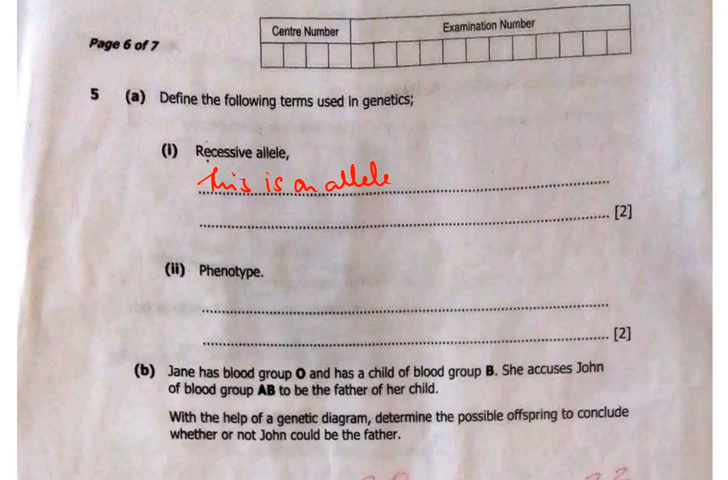 Centre Number Examination Number
Page 6 of 7
5 (a) Define the following terms used in genetics;
(i) Recessive allele,
This is an allele
[2]
(ii) Phenotype.
[2]
(b) Jane has blood group O and has a child of blood group B. She accuses John
of blood group AB to be the father of her child.
With the help of a genetic diagram, determine the possible offspring to conclude
whether or not John could be the father.